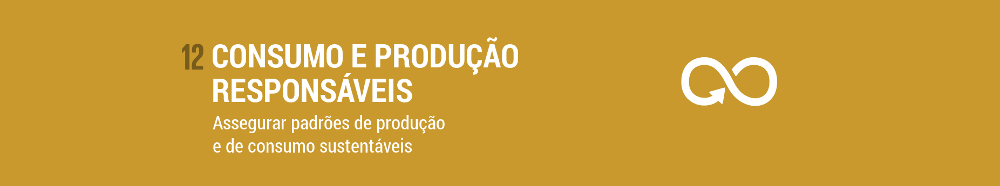 12 CONSUMO E PRODUÇÃO
RESPONSÁVEIS
Assegurar padrões de produção
e de consumo sustentáveis